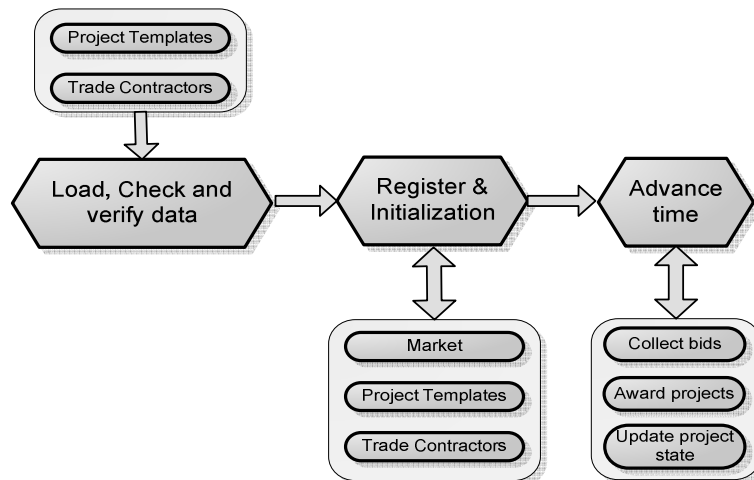 Project Templates
Trade Contractors
Load, Check and
verify data
Register &
Initialization
Advance
time
Market
Project Templates
Trade Contractors
Collect bids
Award projects
Update project
state